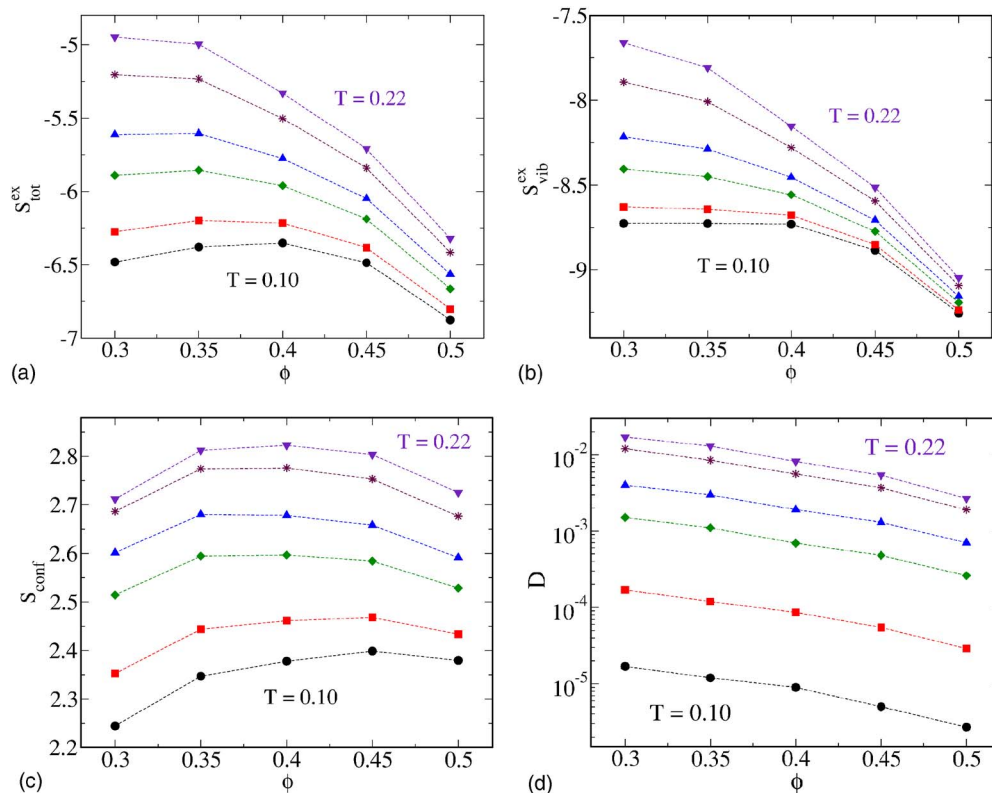 -5
-5.5
-6
-6.5
-7
S_tot^ex
T = 0.22
T = 0.10
0.3 0.35 0.4 0.45 0.5
(a) ϕ
-7.5
-8
-8.5
-9
S_vib^ex
T = 0.22
T = 0.10
0.3 0.35 0.4 0.45 0.5
(b) ϕ
2.8
2.7
2.6
2.5
2.4
2.3
2.2
S_conf
T = 0.22
T = 0.10
0.3 0.35 0.4 0.45 0.5
(c) ϕ
10^-2
10^-3
10^-4
10^-5
D
T = 0.22
T = 0.10
0.3 0.35 0.4 0.45 0.5
(d) ϕ